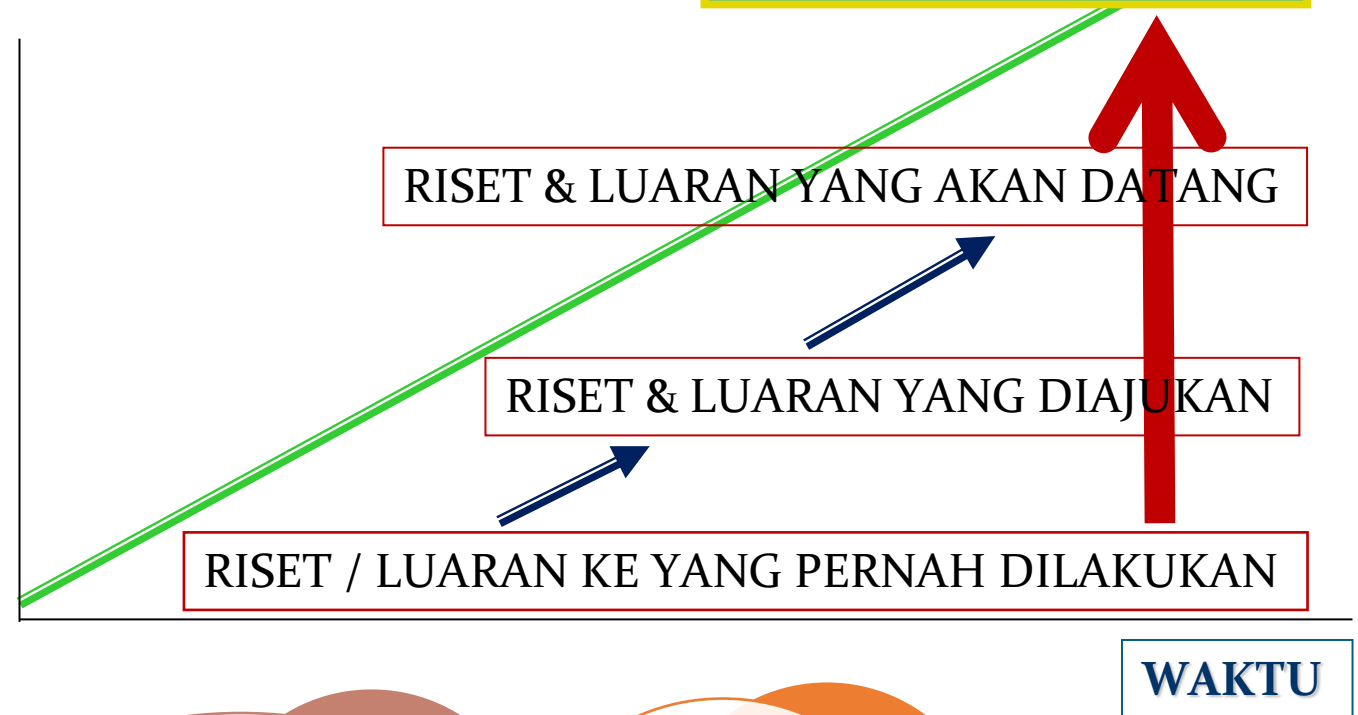 RISET & LUARAN YANG AKAN DATANG
RISET & LUARAN YANG DIAJUKAN
RISET / LUARAN KE YANG PERNAH DILAKUKAN
WAKTU